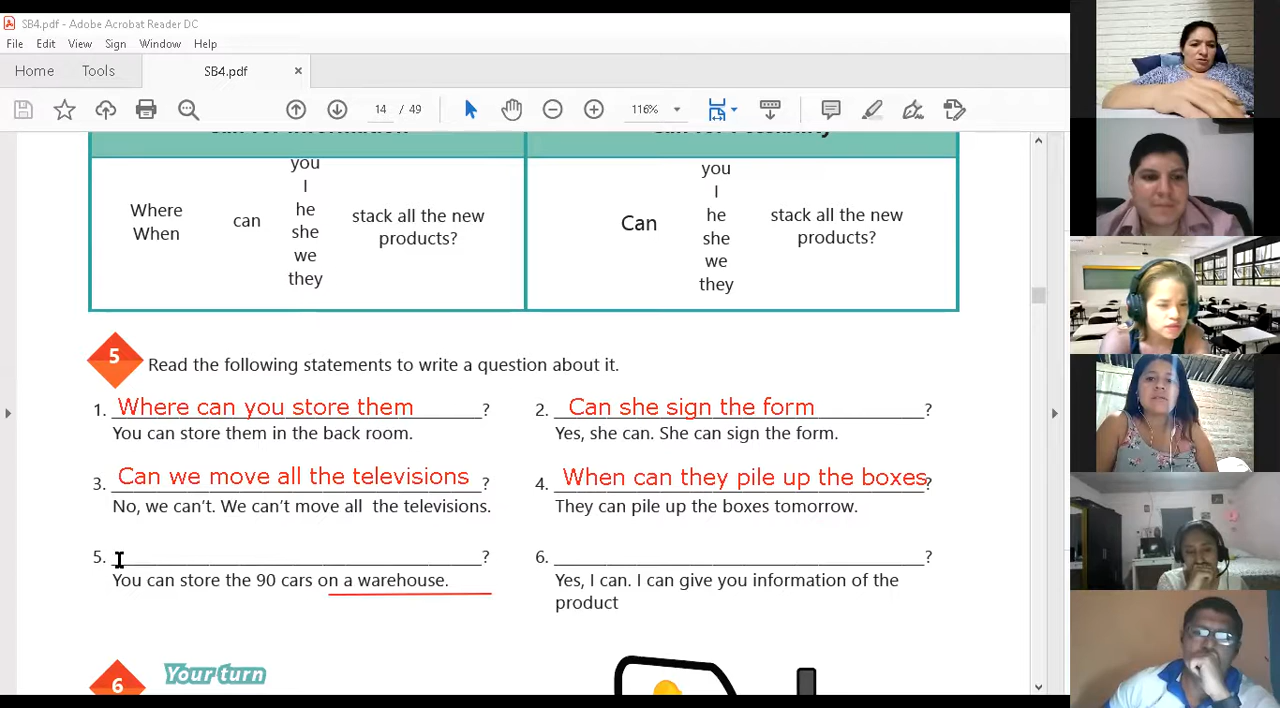 SB4.pdf - Adobe Acrobat Reader DC
File Edit View Sign Window Help
Home Tools SB4.pdf ×
14 / 49 116%
you
I
he
she
we
they
Where
When
can
stack all the new
products?
Can
you
I
he
she
we
they
stack all the new
products?
5 Read the following statements to write a question about it.
1. Where can you store them ?
You can store them in the back room.
2. Can she sign the form ?
Yes, she can. She can sign the form.
3. Can we move all the televisions ?
No, we can't. We can't move all the televisions.
4. When can they pile up the boxes ?
They can pile up the boxes tomorrow.
5. ?
You can store the 90 cars on a warehouse.
6. ?
Yes, I can. I can give you information of the
product
6 Your turn